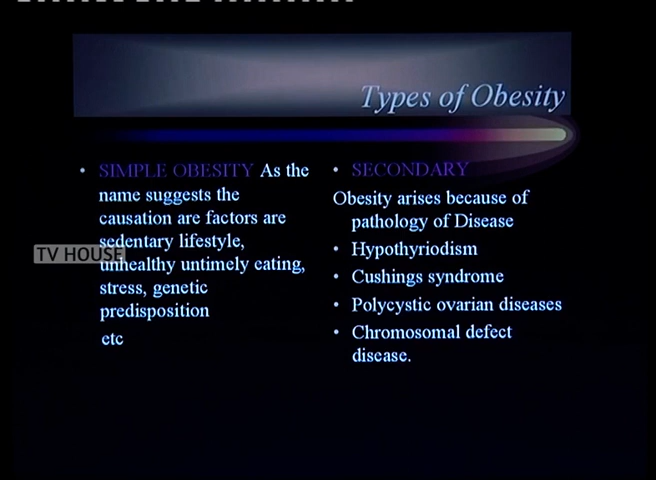 Types of Obesity
• SIMPLE OBESITY As the
name suggests the
causation are factors are
sedentary lifestyle,
unhealthy untimely eating,
stress, genetic
predisposition
etc
• SECONDARY
Obesity arises because of
pathology of Disease
• Hypothyriodism
• Cushings syndrome
• Polycystic ovarian diseases
• Chromosomal defect
disease.
TV HOUSE